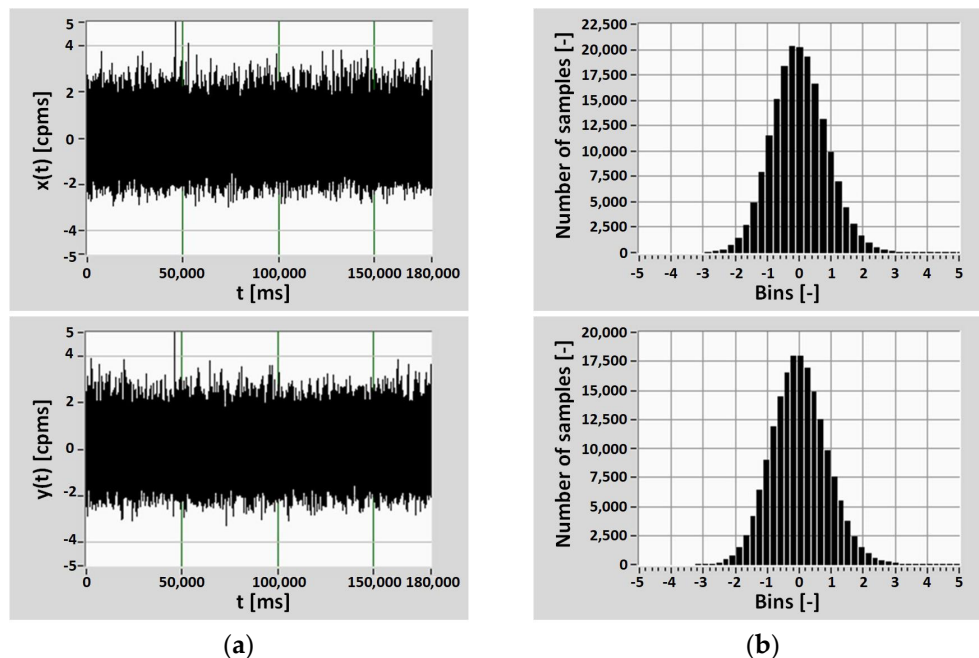 5
4
2
0
-2
-4
-5
x(t) [cpms]
0 50,000 100,000 150,000 180,000
t [ms]
22,500
20,000
17,500
15,000
12,500
10,000
7,500
5,000
2,500
0
Number of samples [-]
-5 -4 -3 -2 -1 0 1 2 3 4 5
Bins [-]
5
4
2
0
-2
-4
-5
y(t) [cpms]
0 50,000 100,000 150,000 180,000
t [ms]
20,000
17,500
15,000
12,500
10,000
7,500
5,000
2,500
0
Number of samples [-]
-5 -4 -3 -2 -1 0 1 2 3 4 5
Bins [-]
(a) (b)